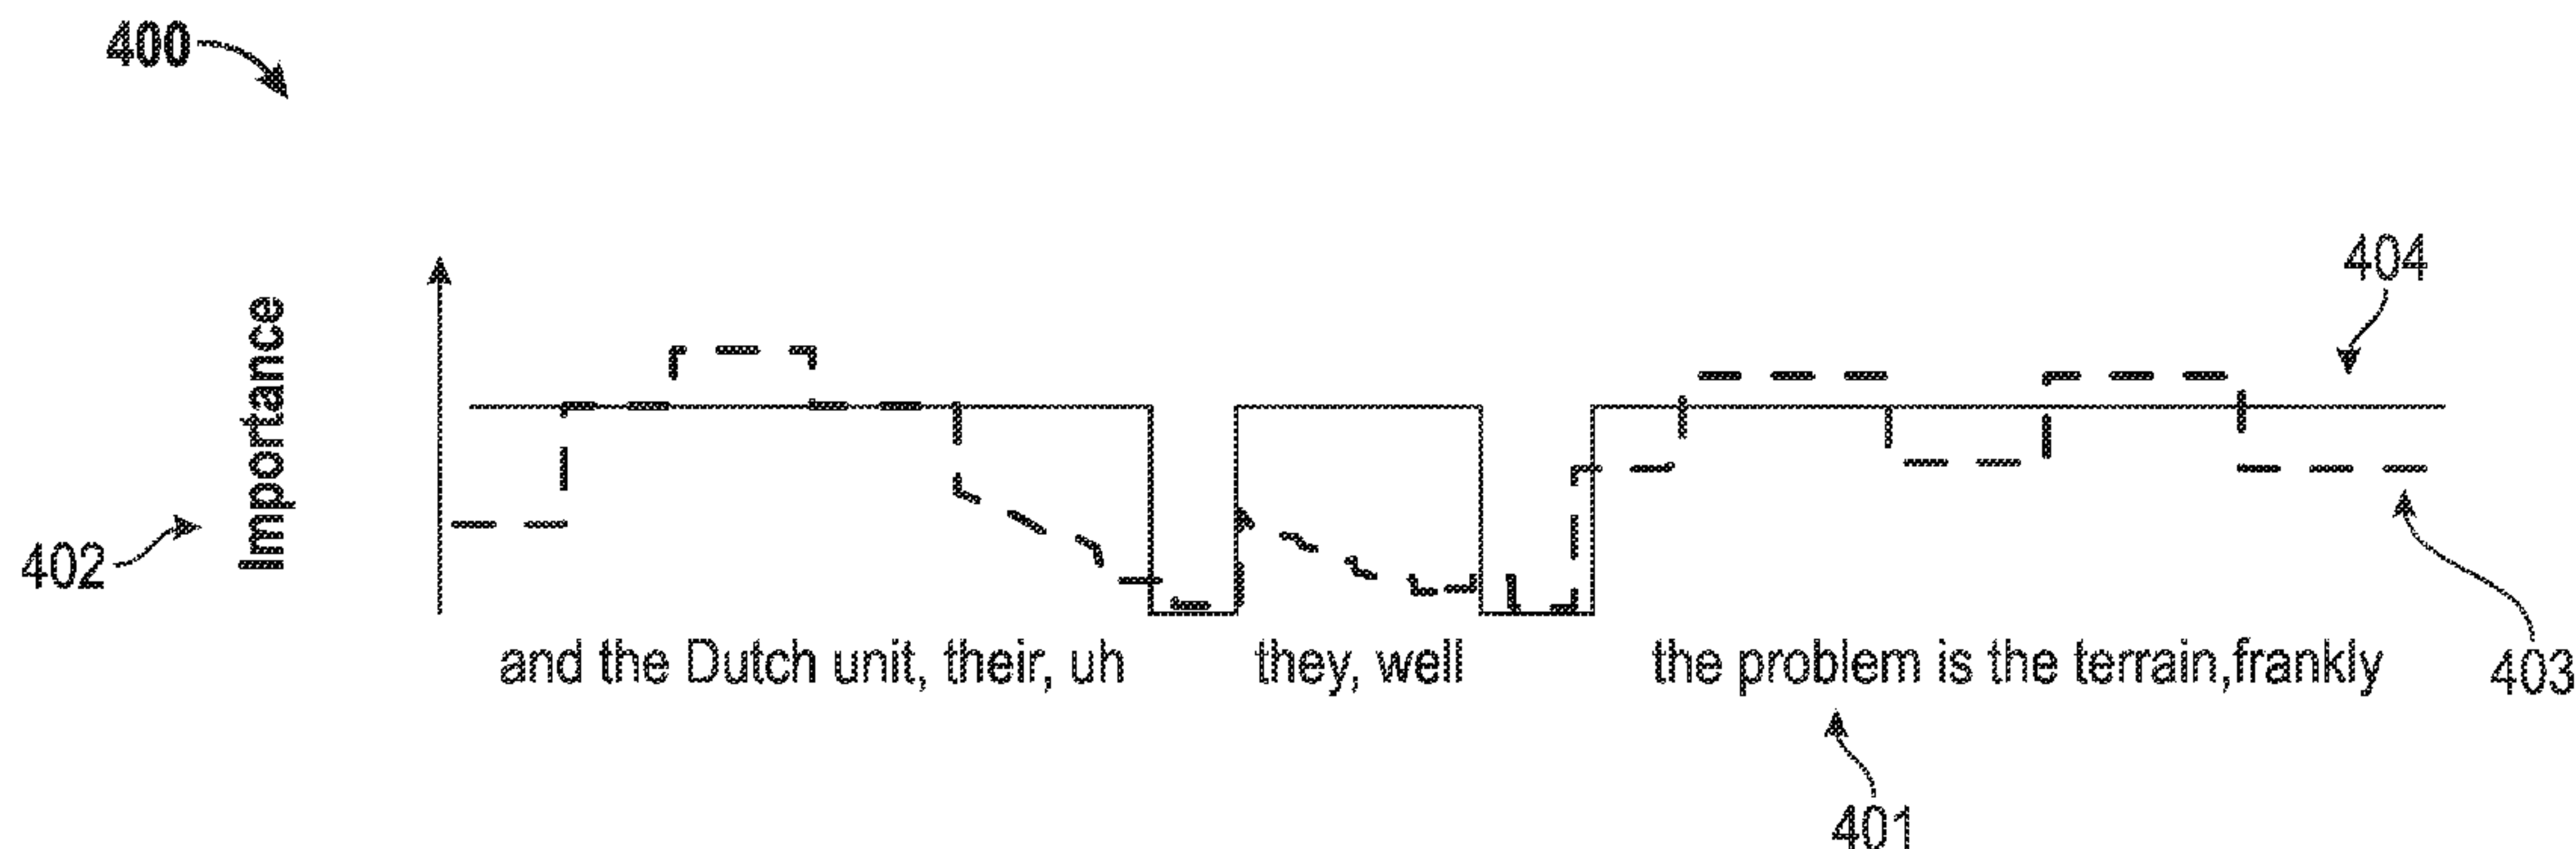 400
404
Importance
402
and the Dutch unit, their, uh they, well the problem is the terrain,frankly
403
401